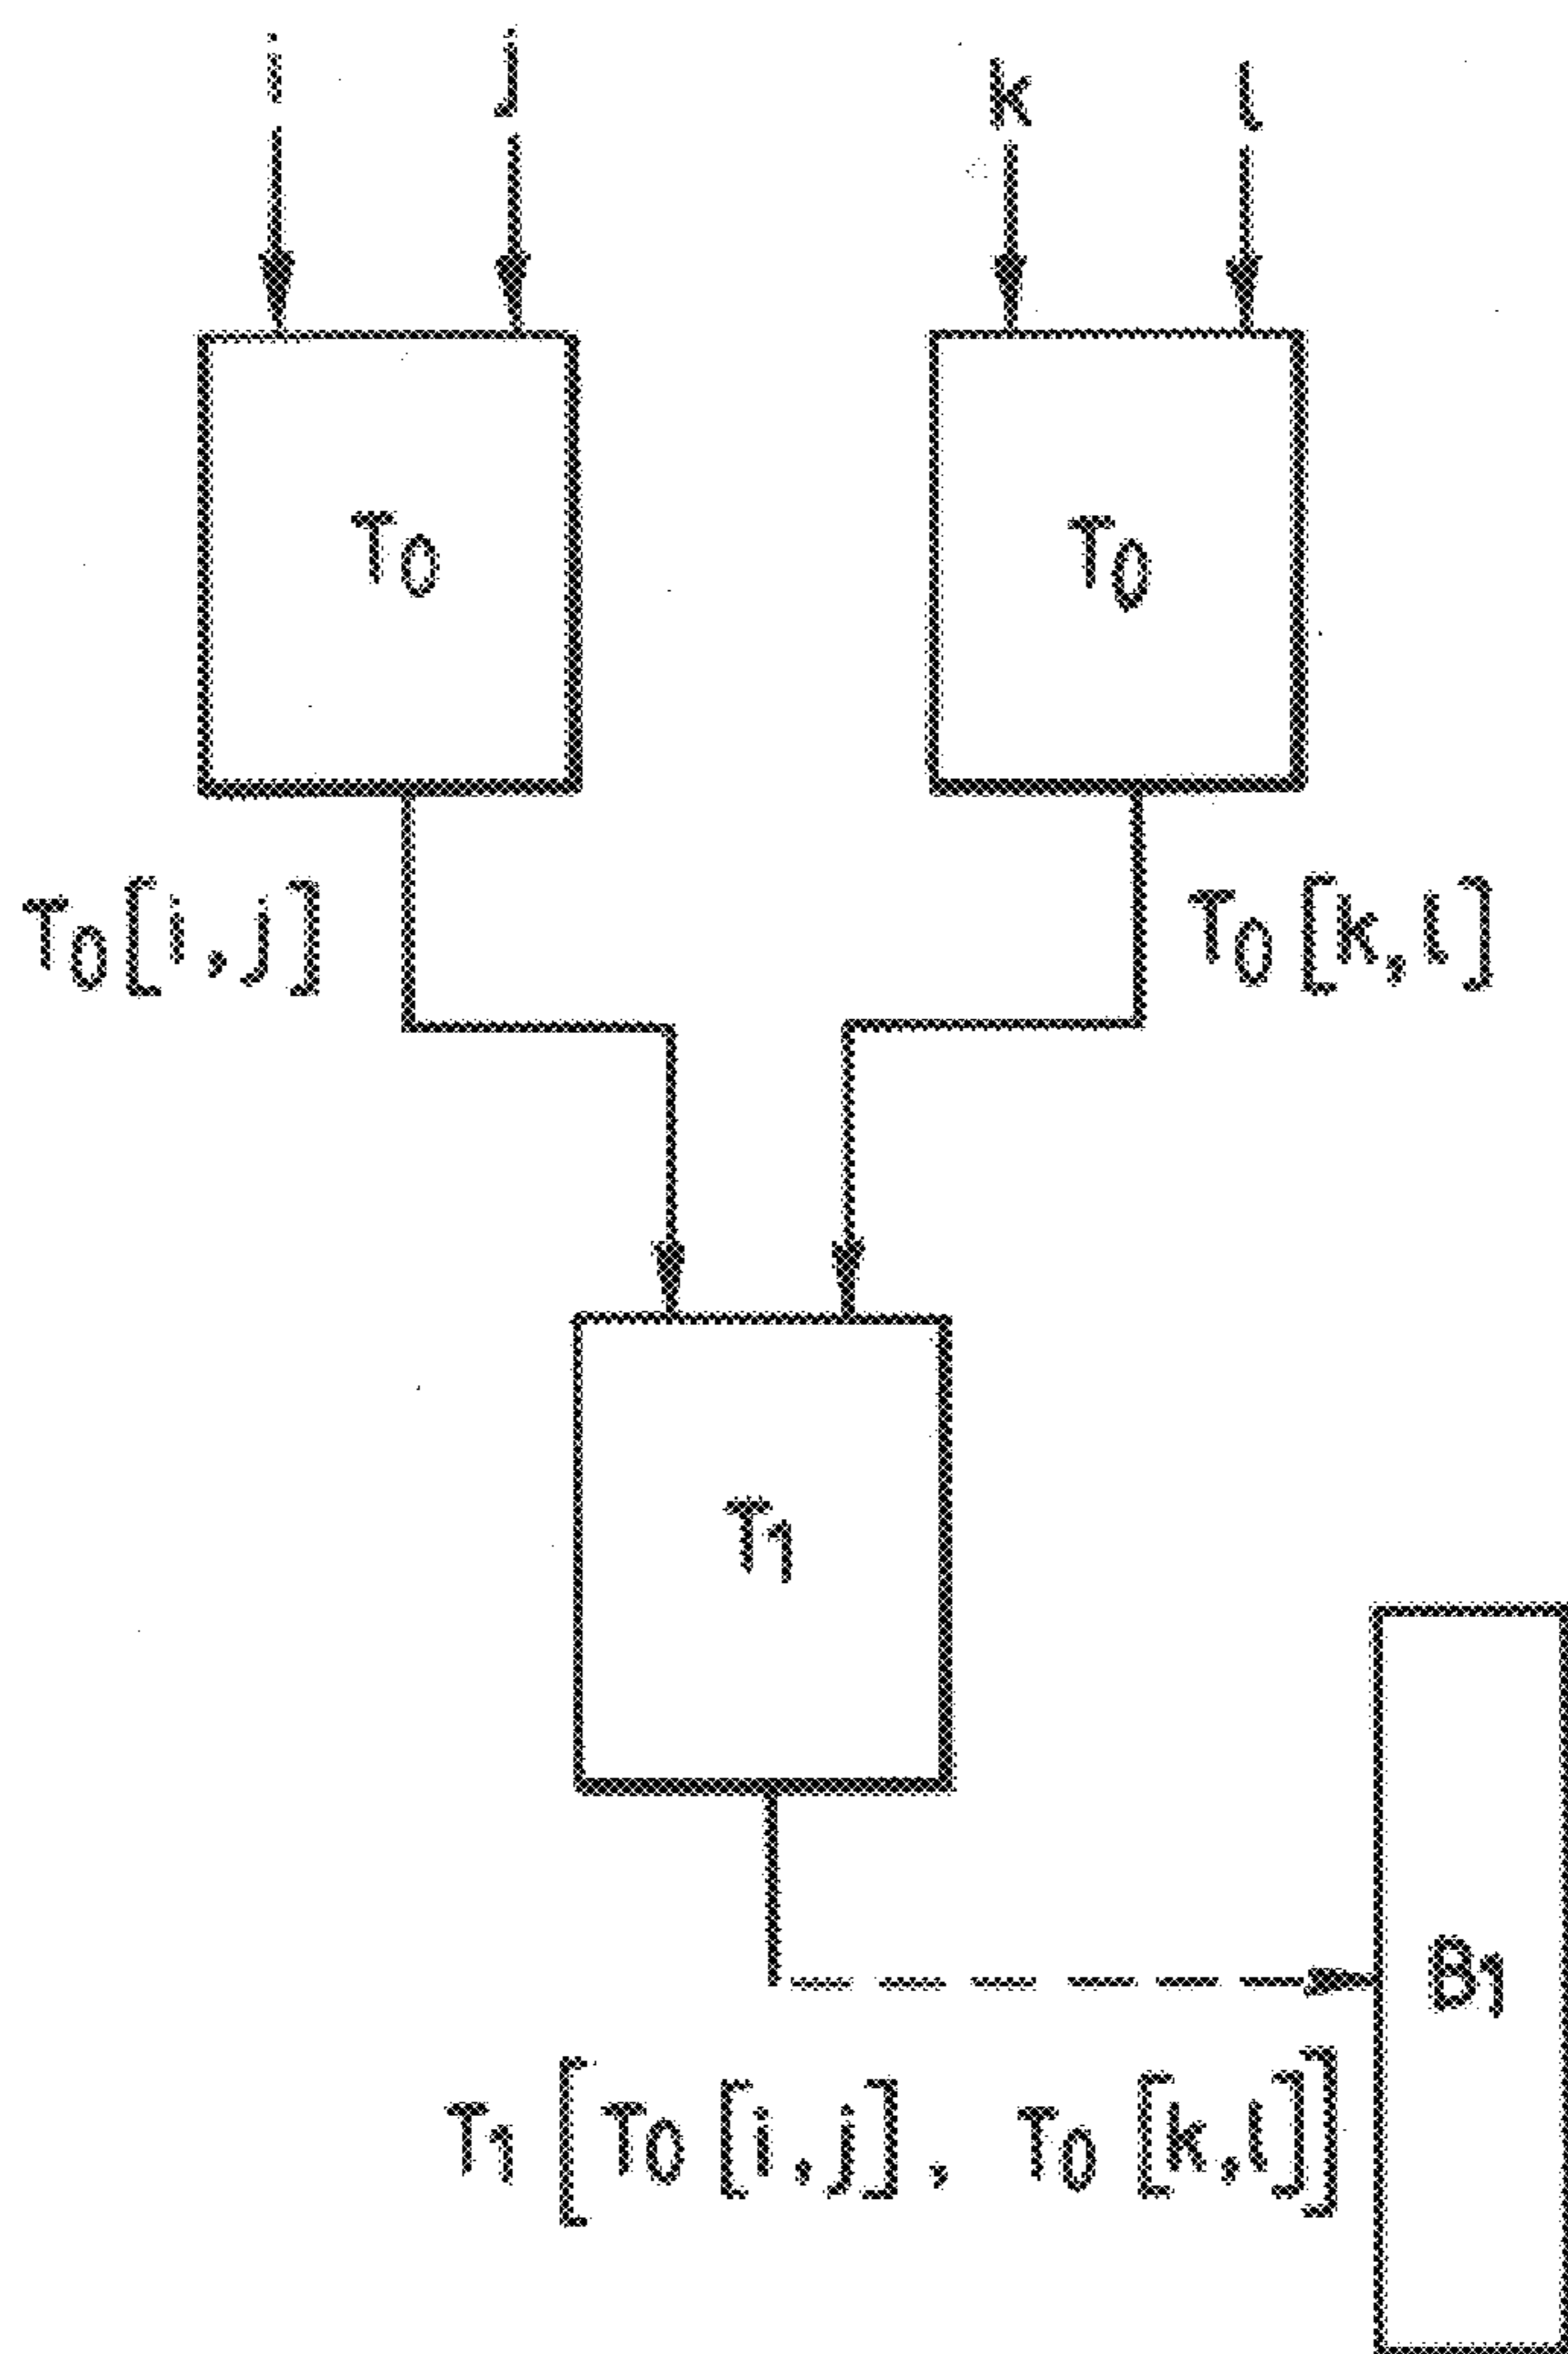 i j k l
T0 T0
T0[i,j] T0[k,l]
T1
B1
T1[T0[i,j], T0[k,l]]